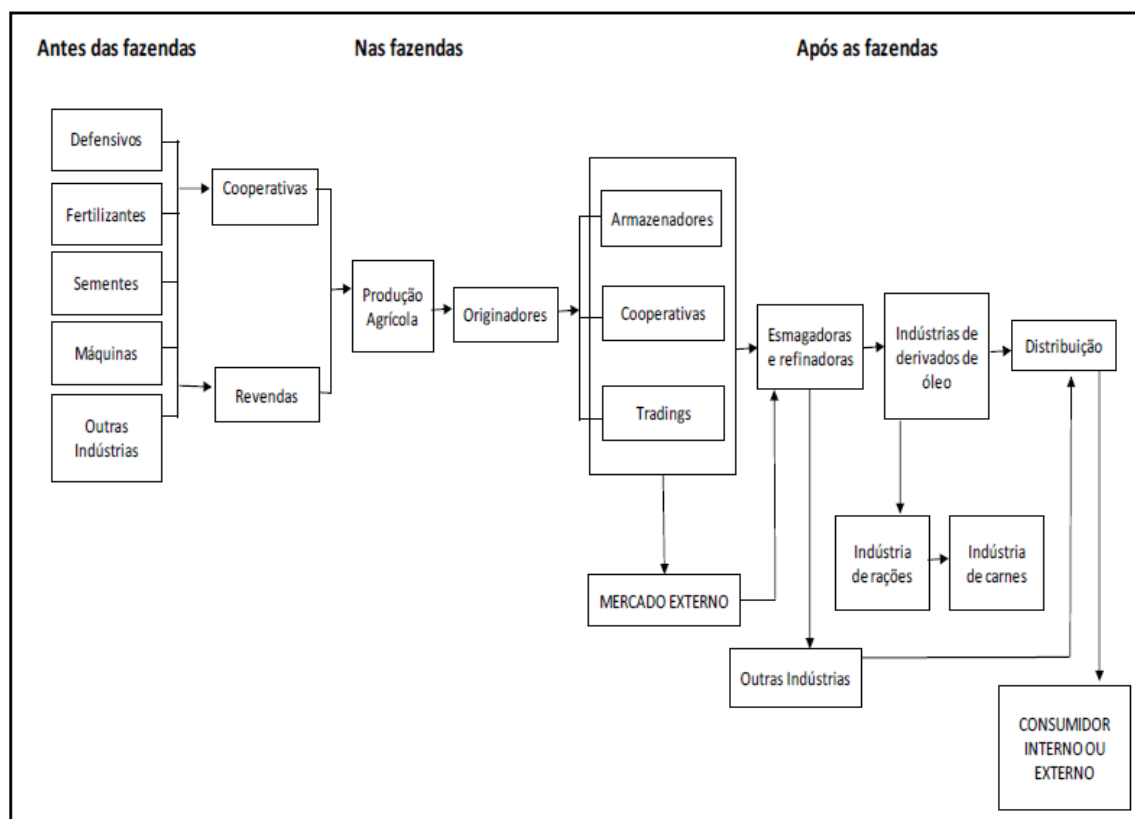 Antes das fazendas
Nas fazendas
Após as fazendas
Defensivos
Fertilizantes
Sementes
Máquinas
Outras
Indústrias
Cooperativas
Revendas
Produção
Agrícola
Originadores
Armazenadores
Cooperativas
Tradings
MERCADO EXTERNO
Esmagadoras
e refinadoras
Outras Indústrias
Indústrias de
derivados de
óleo
Indústria
de rações
Indústria
de carnes
Distribuição
CONSUMIDOR
INTERNO OU
EXTERNO